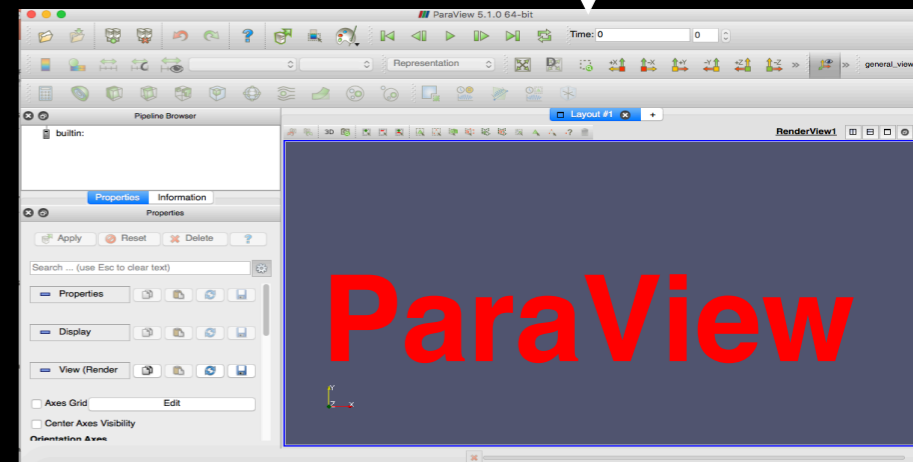 ParaView 5.1.0 64-bit
Time: 0 0
Representation general_view
Pipeline Browser Layout #1 +
builtin: 3D ? RenderView1
Properties Information
Properties
Apply Reset Delete ?
Search ... (use Esc to clear text)
Properties
Display
View (Render
Axes Grid Edit
Center Axes Visibility
Orientation Axes
ParaView
Y
Z X